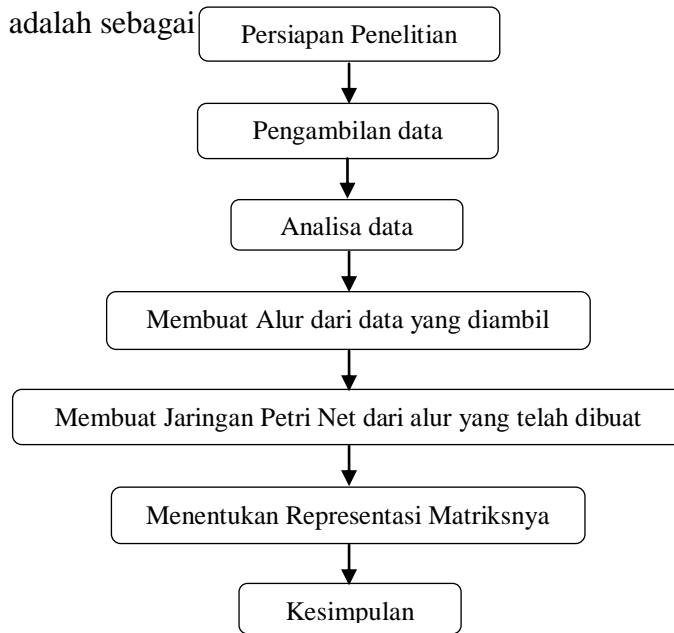 adalah sebagai
Persiapan Penelitian
Pengambilan data
Analisa data
Membuat Alur dari data yang diambil
Membuat Jaringan Petri Net dari alur yang telah dibuat
Menentukan Representasi Matriksnya
Kesimpulan